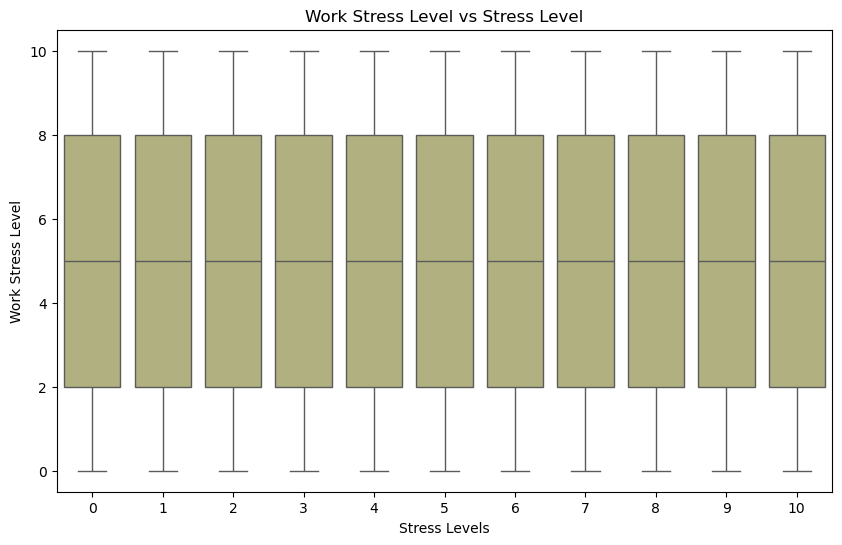 Work Stress Level vs Stress Level
10
8
6
4
2
0
Work Stress Level
0 1 2 3 4 5 6 7 8 9 10
Stress Levels